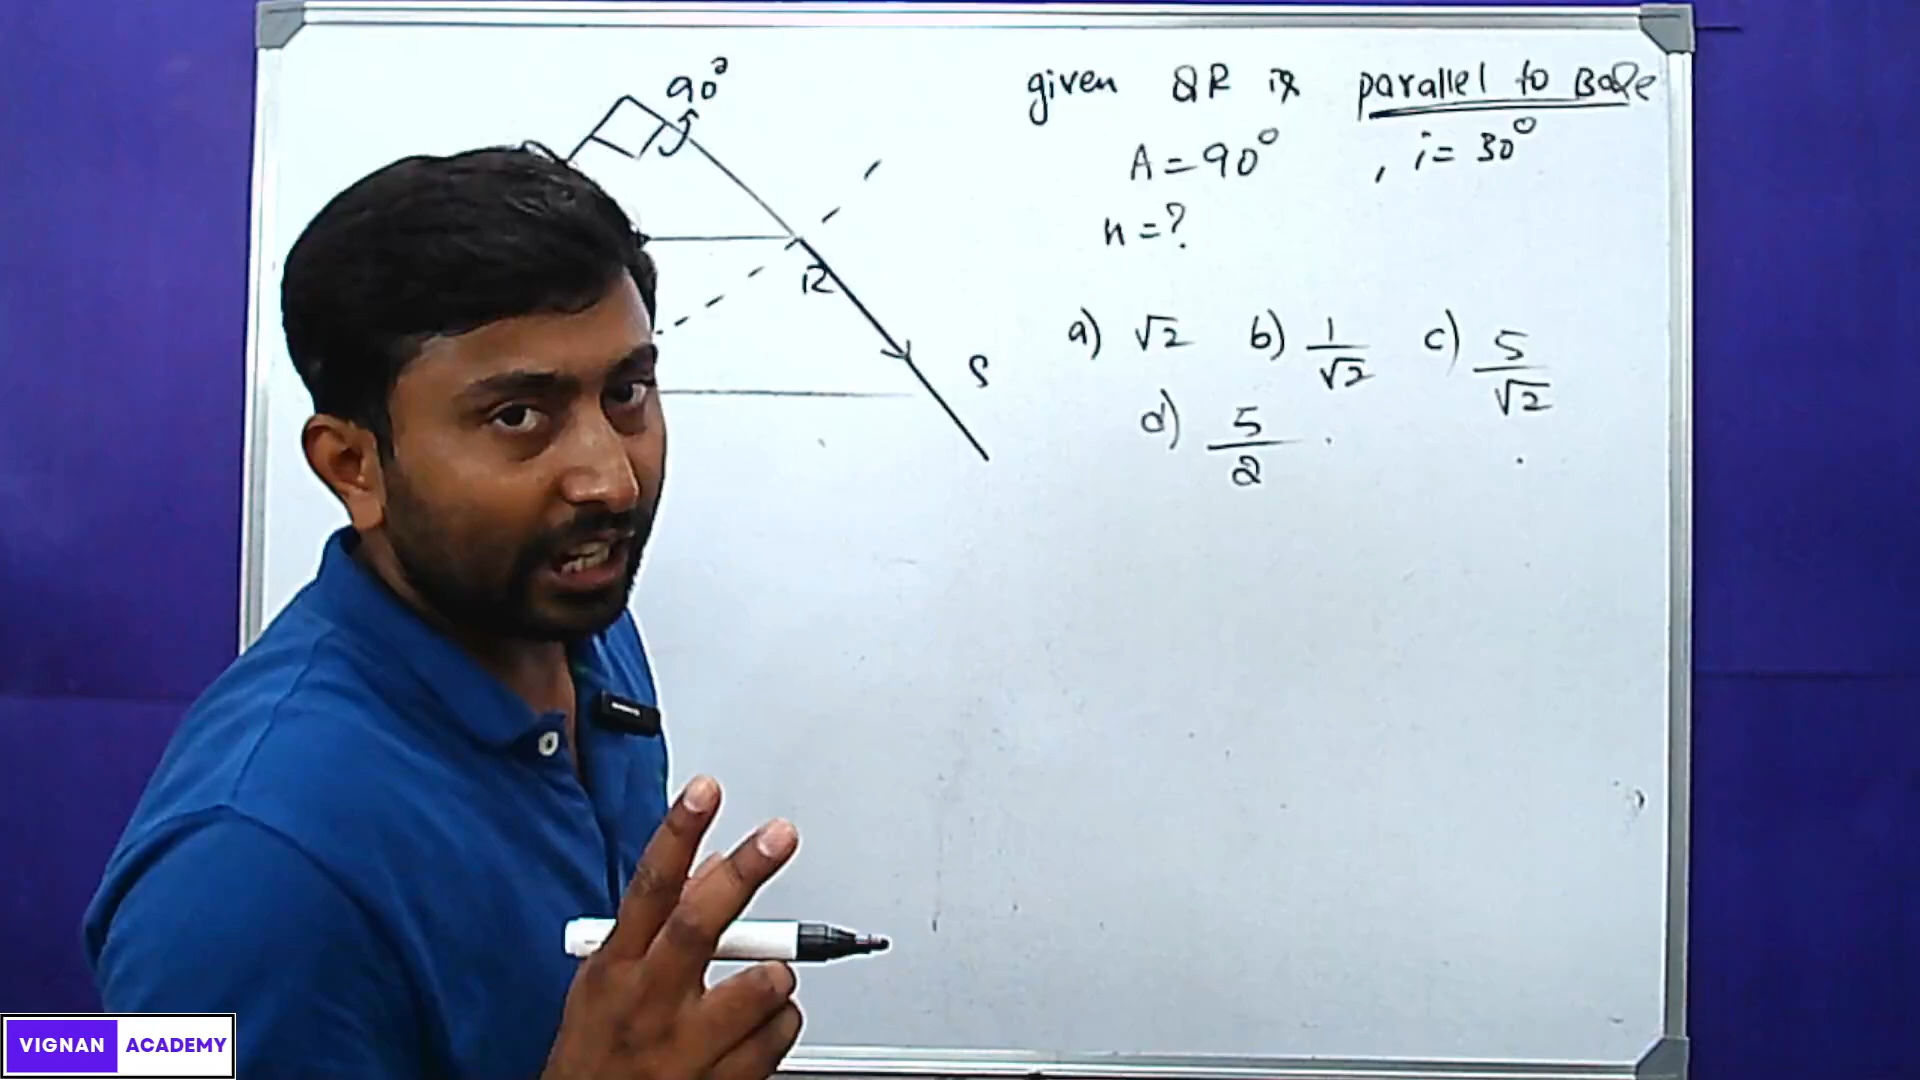 90°
given QR is parallel to Base
A = 90° , i = 30°
n = ?
R
S
a) √2 b) 1/√2 c) 5/√2
d) 5/2
VIGNAN ACADEMY